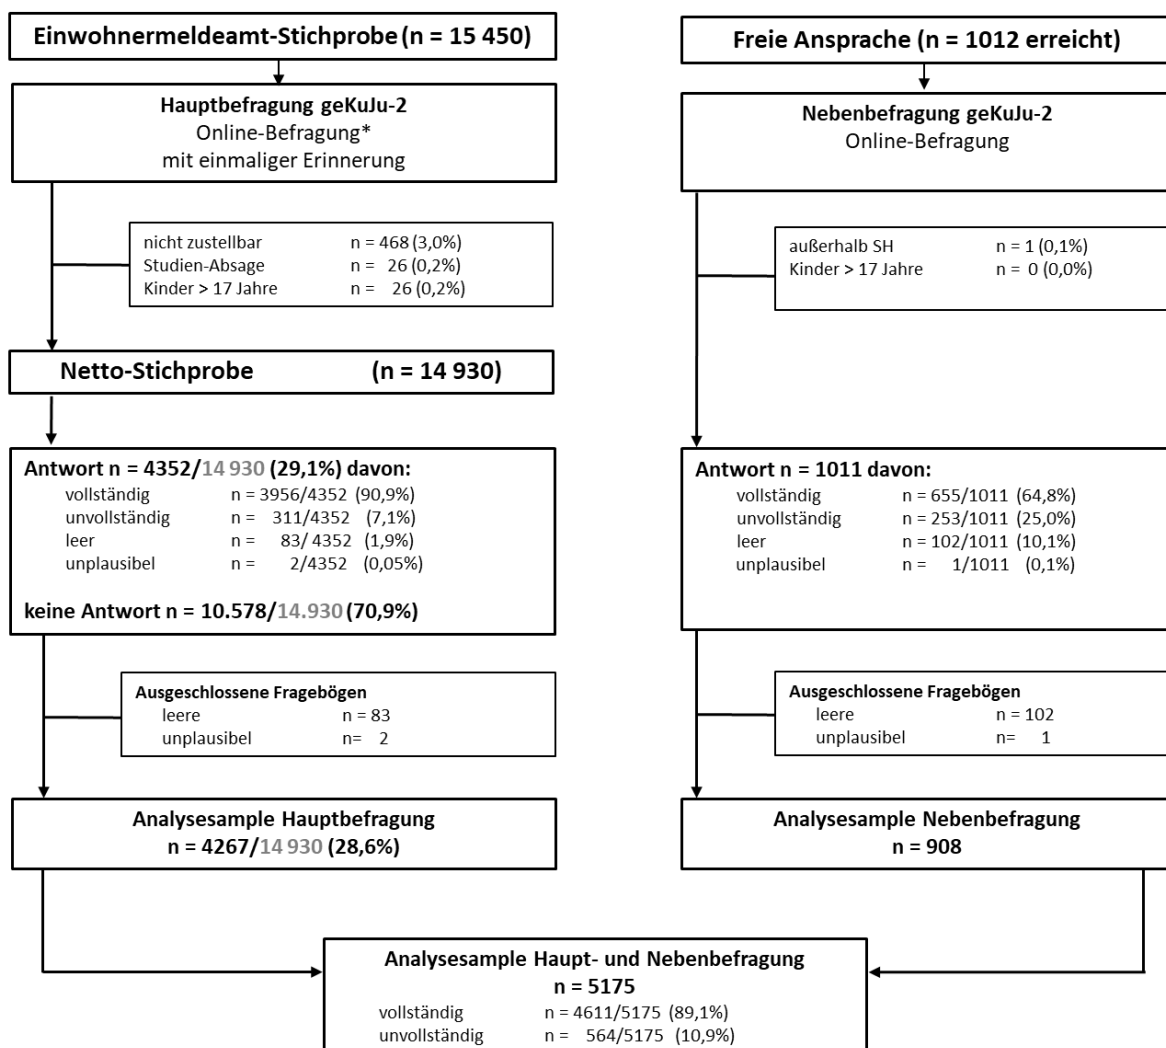 Einwohnermeldeamt-Stichprobe (n = 15 450)
Hauptbefragung geKuJu-2
Online-Befragung*
mit einmaliger Erinnerung
nicht zustellbar n = 468 (3,0%)
Studien-Absage n = 26 (0,2%)
Kinder > 17 Jahre n = 26 (0,2%)
Netto-Stichprobe (n = 14 930)
Antwort n = 4352/14 930 (29,1%) davon:
vollständig n = 3956/4352 (90,9%)
unvollständig n = 311/4352 (7,1%)
leer n = 83/ 4352 (1,9%)
unplausibel n = 2/4352 (0,05%)
keine Antwort n = 10.578/14.930 (70,9%)
Ausgeschlossene Fragebögen
leere n = 83
unplausibel n= 2
Analysesample Hauptbefragung
n = 4267/14 930 (28,6%)
Freie Ansprache (n = 1012 erreicht)
Nebenbefragung geKuJu-2
Online-Befragung
außerhalb SH n = 1 (0,1%)
Kinder > 17 Jahre n = 0 (0,0%)
Antwort n = 1011 davon:
vollständig n = 655/1011 (64,8%)
unvollständig n = 253/1011 (25,0%)
leer n = 102/1011 (10,1%)
unplausibel n = 1/1011 (0,1%)
Ausgeschlossene Fragebögen
leere n = 102
unplausibel n= 1
Analysesample Nebenbefragung
n = 908
Analysesample Haupt- und Nebenbefragung
n = 5175
vollständig n = 4611/5175 (89,1%)
unvollständig n = 564/5175 (10,9%)